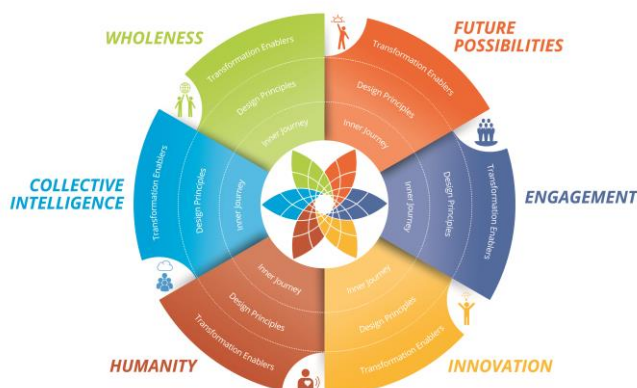 WHOLENESS
Transformation Enablers
Design Principles
Inner Journey
FUTURE
POSSIBILITIES
Transformation Enablers
Design Principles
Inner Journey
COLLECTIVE
INTELLIGENCE
Transformation Enablers
Design Principles
Inner Journey
ENGAGEMENT
Inner Journey
Design Principles
Transformation Enablers
HUMANITY
Inner Journey
Design Principles
Transformation Enablers
INNOVATION
Inner Journey
Design Principles
Transformation Enablers